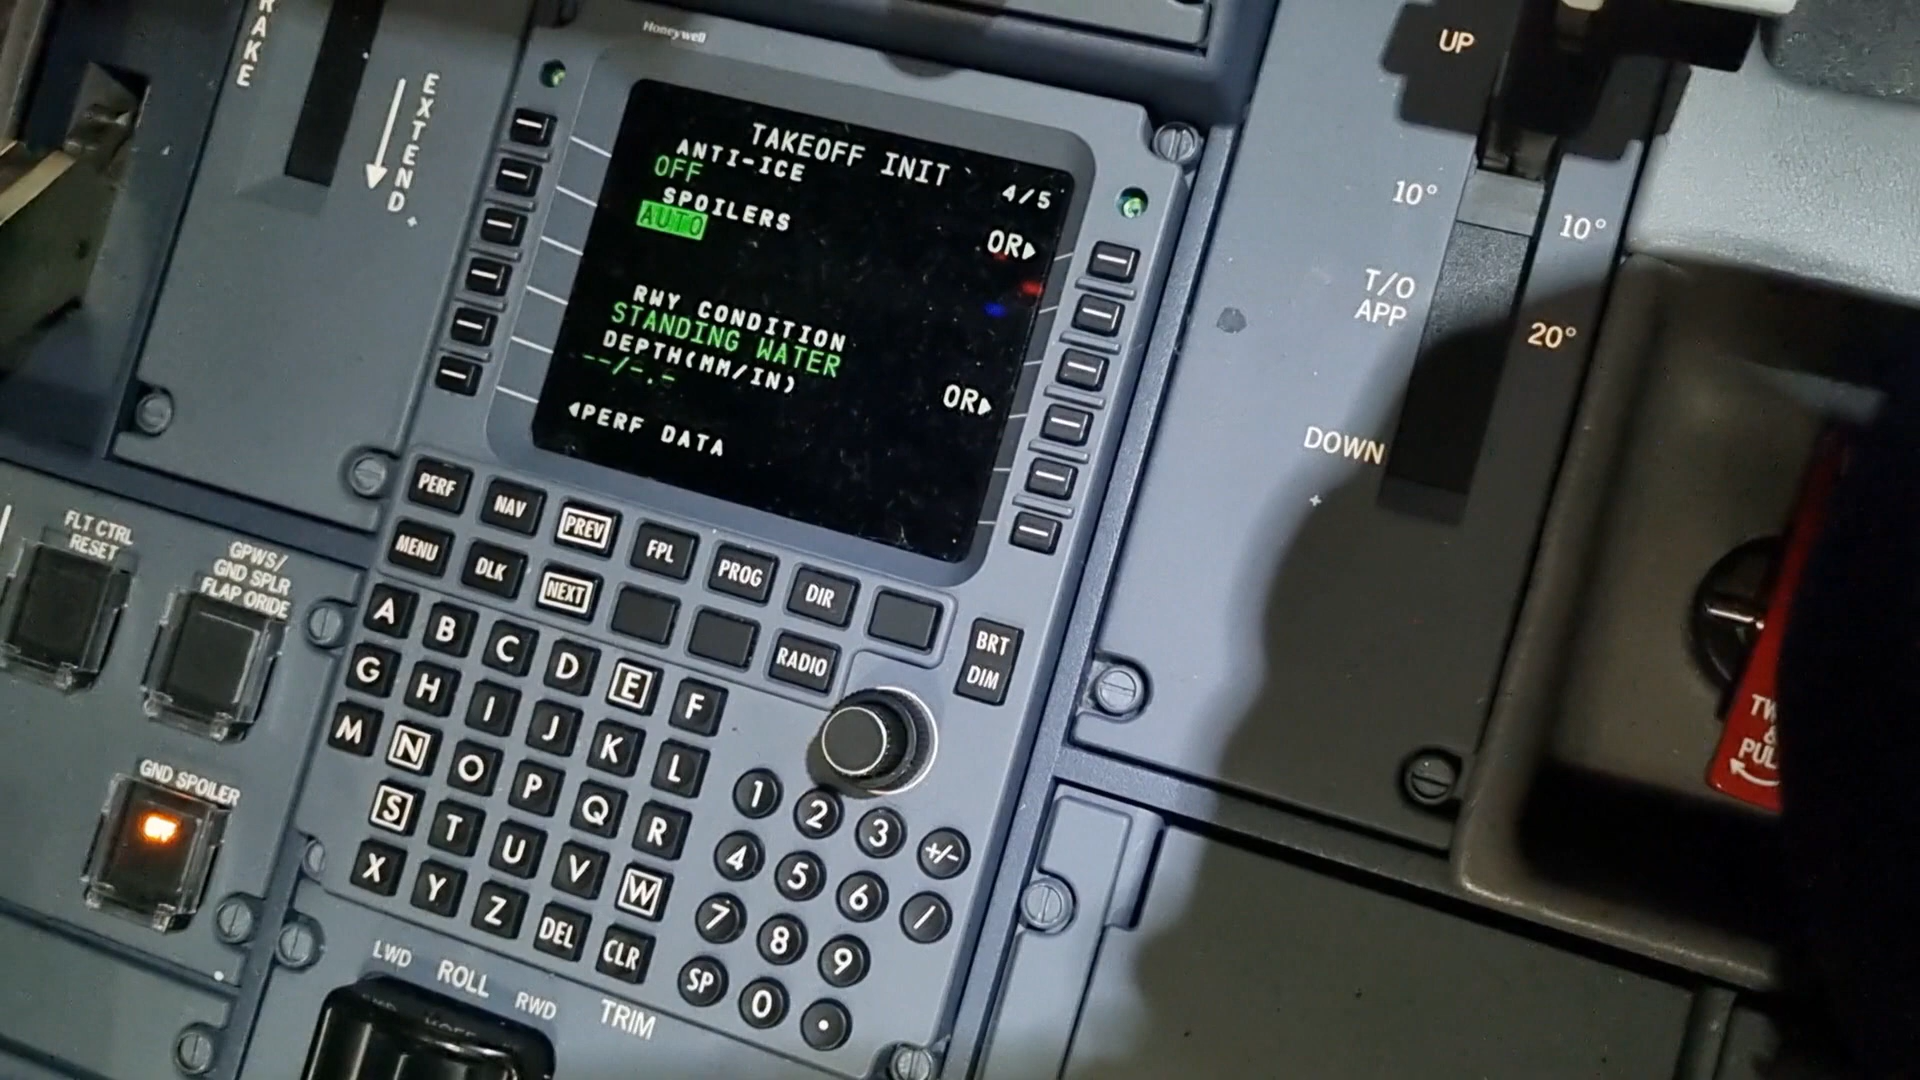 Honeywell
EXTEND
TAKEOFF INIT 4/5
ANTI-ICE
OFF
SPOILERS
AUTO
OR
RWY CONDITION
STANDING WATER
DEPTH(MM/IN)
--/-.-
OR
PERF DATA
UP
10° 10°
T/O
APP
20°
DOWN
FLT CTRL
RESET
GPWS/
GND SPLR
FLAP ORIDE
GND SPOILER
PERF NAV PREV FPL PROG DIR
MENU DLK NEXT RADIO
BRT
DIM
A B C D E F
G H I J K L
M N O P Q R
S T U V W
X Y Z DEL CLR
1 2 3 +/-
4 5 6 /
7 8 9
SP 0 .
LWD ROLL RWD TRIM